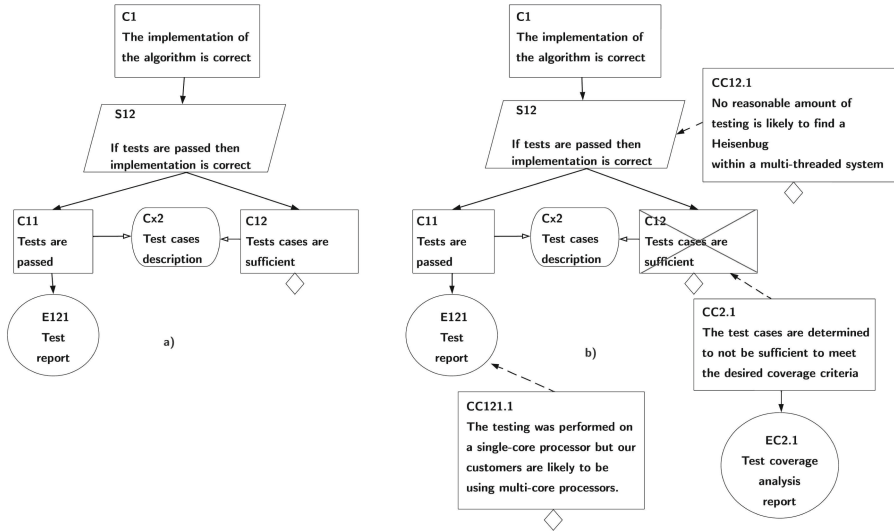 C1
The implementation of
the algorithm is correct
S12
If tests are passed then
implementation is correct
C11
Tests are
passed
Cx2
Test cases
description
C12
Tests cases are
sufficient
E121
Test
report
a)
C1
The implementation of
the algorithm is correct
CC12.1
No reasonable amount of
testing is likely to find a
Heisenbug
within a multi-threaded system
S12
If tests are passed then
implementation is correct
C11
Tests are
passed
Cx2
Test cases
description
C12
Tests cases are
sufficient
E121
Test
report
b)
CC2.1
The test cases are determined
to not be sufficient to meet
the desired coverage criteria
CC121.1
The testing was performed on
a single-core processor but our
customers are likely to be
using multi-core processors.
EC2.1
Test coverage
analysis
report